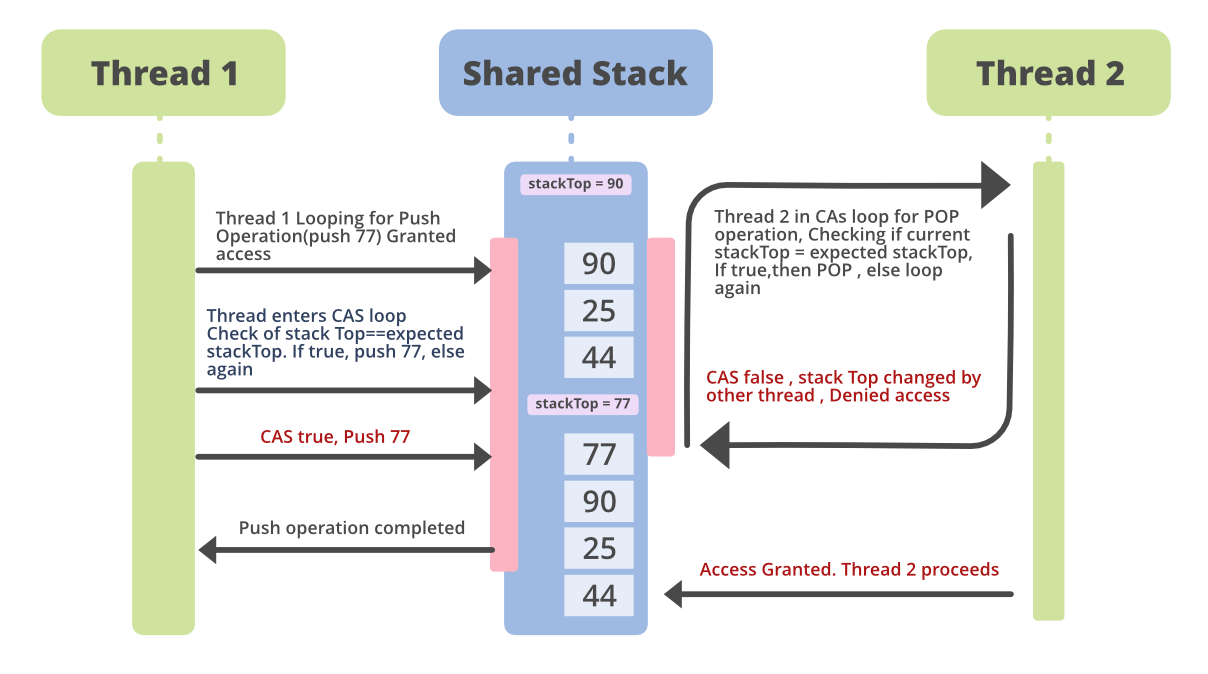 Thread 1
Shared Stack
Thread 2
stackTop = 90
Thread 1 Looping for Push
Operation(push 77) Granted
access
Thread 2 in CAs loop for POP
operation, Checking if current
stackTop = expected stackTop,
If true,then POP , else loop
again
90
25
44
Thread enters CAS loop
Check of stack Top==expected
stackTop. If true, push 77, else
again
CAS false , stack Top changed by
other thread , Denied access
stackTop = 77
CAS true, Push 77
77
90
25
44
Push operation completed
Access Granted. Thread 2 proceeds